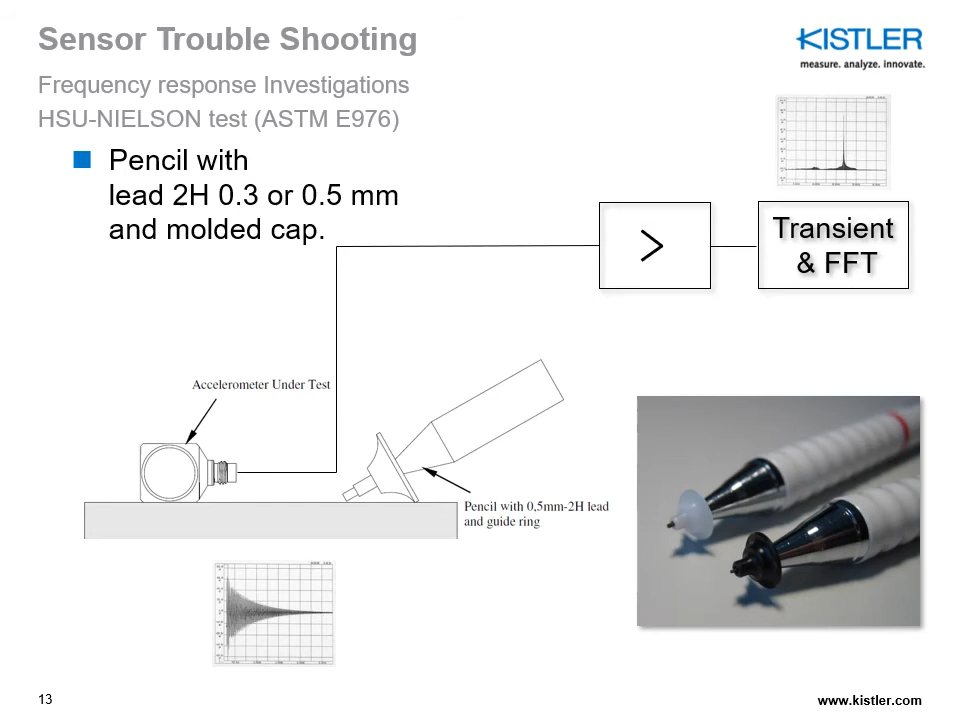 Sensor Trouble Shooting
KISTLER
measure. analyze. innovate.
Frequency response Investigations
HSU-NIELSON test (ASTM E976)
Pencil with
lead 2H 0.3 or 0.5 mm
and molded cap.
>
Transient
& FFT
Accelerometer Under Test
Pencil with 0,5mm-2H lead
and guide ring
13
www.kistler.com